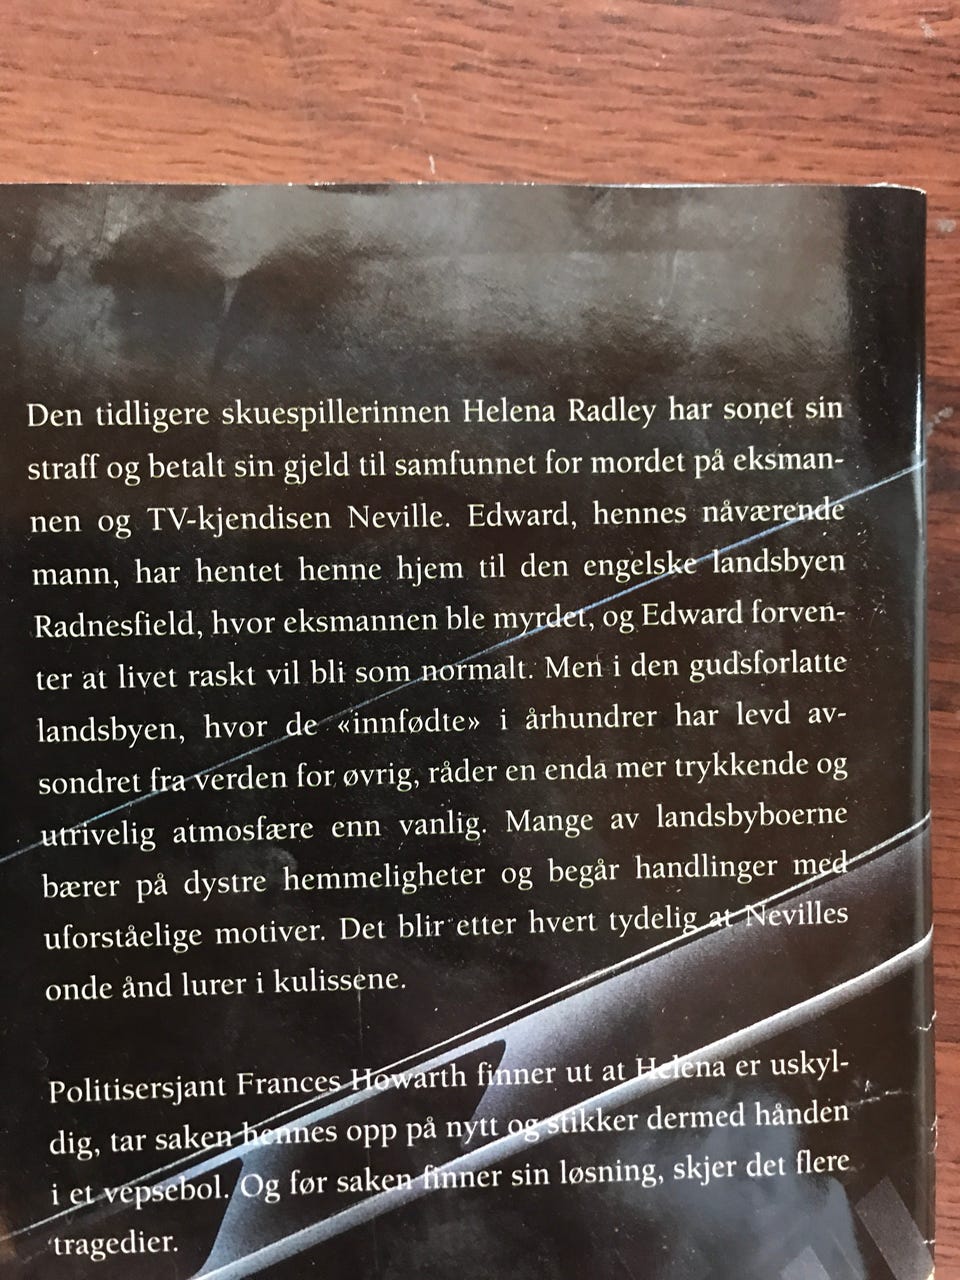 Den tidligere skuespillerinnen Helena Radley har sonet sin
straff og betalt sin gjeld til samfunnet for mordet på eksman-
nen og TV-kjendisen Neville. Edward, hennes nåværende
mann, har hentet henne hjem til den engelske landsbyen
Radnesfield, hvor eksmannen ble myrdet, og Edward forven-
ter at livet raskt vil bli som normalt. Men i den gudsforlatte
landsbyen, hvor de «innfødte» i århundrer har levd av-
sondret fra verden for øvrig, råder en enda mer trykkende og
utrivelig atmosfære enn vanlig. Mange av landsbyboerne
bærer på dystre hemmeligheter og begår handlinger med
uforståelige motiver. Det blir etter hvert tydelig at Nevilles
onde ånd lurer i kulissene.
Politisersjant Frances Howarth finner ut at Helena er uskyl-
dig, tar saken hennes opp på nytt og stikker dermed hånden
i et vepsebol. Og før saken finner sin løsning, skjer det flere
tragedier.